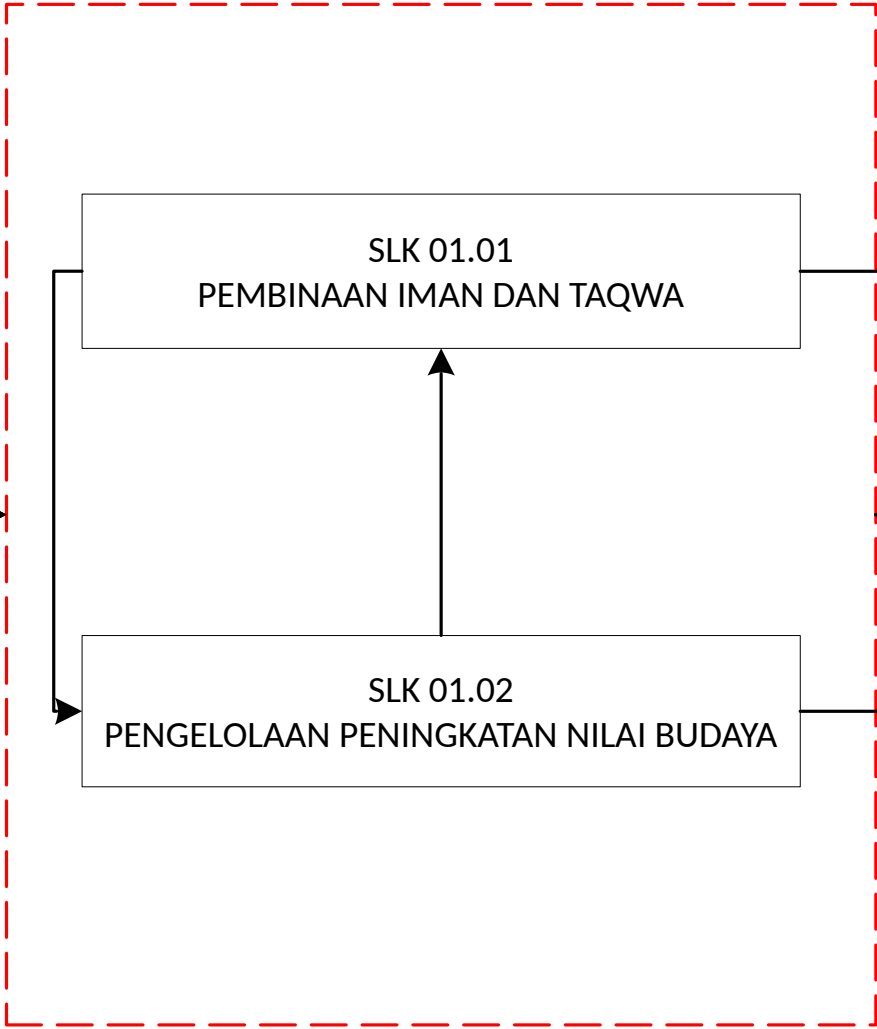 SLK 01.01
PEMBINAAN IMAN DAN TAQWA
SLK 01.02
PENGELOLAAN PENINGKATAN NILAI BUDAYA